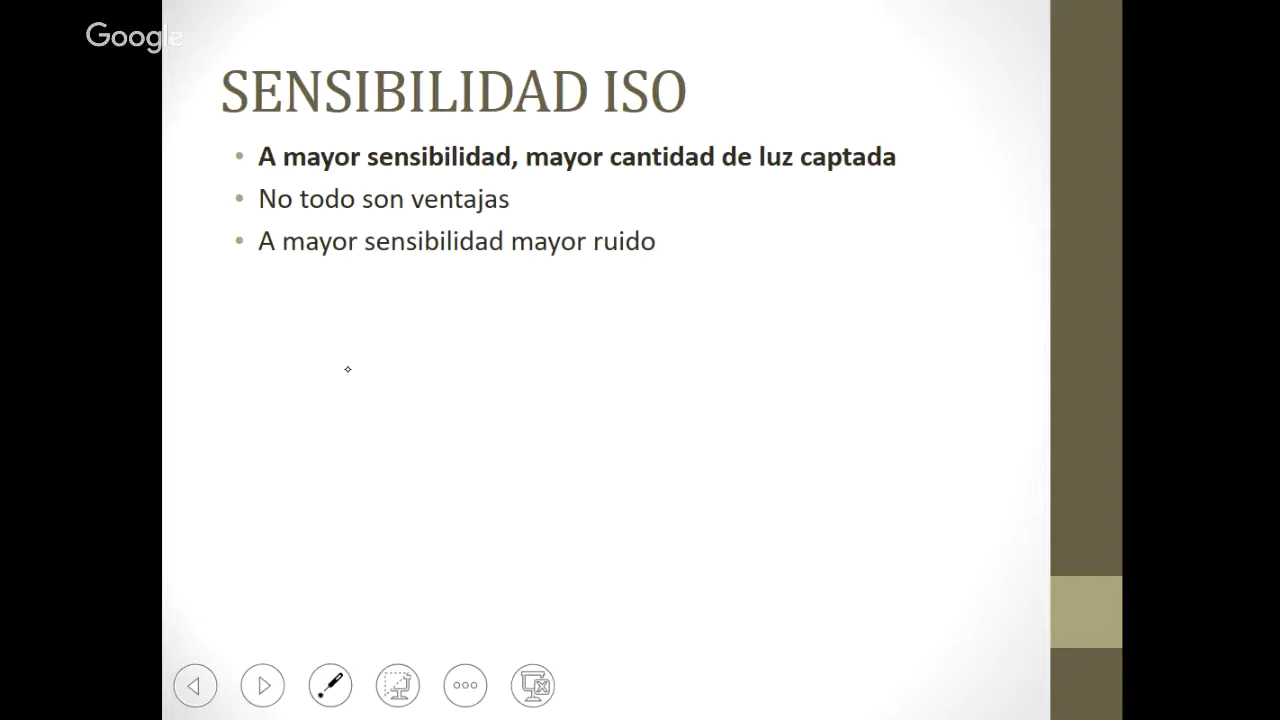 Google
SENSIBILIDAD ISO
• A mayor sensibilidad, mayor cantidad de luz captada
• No todo son ventajas
• A mayor sensibilidad mayor ruido